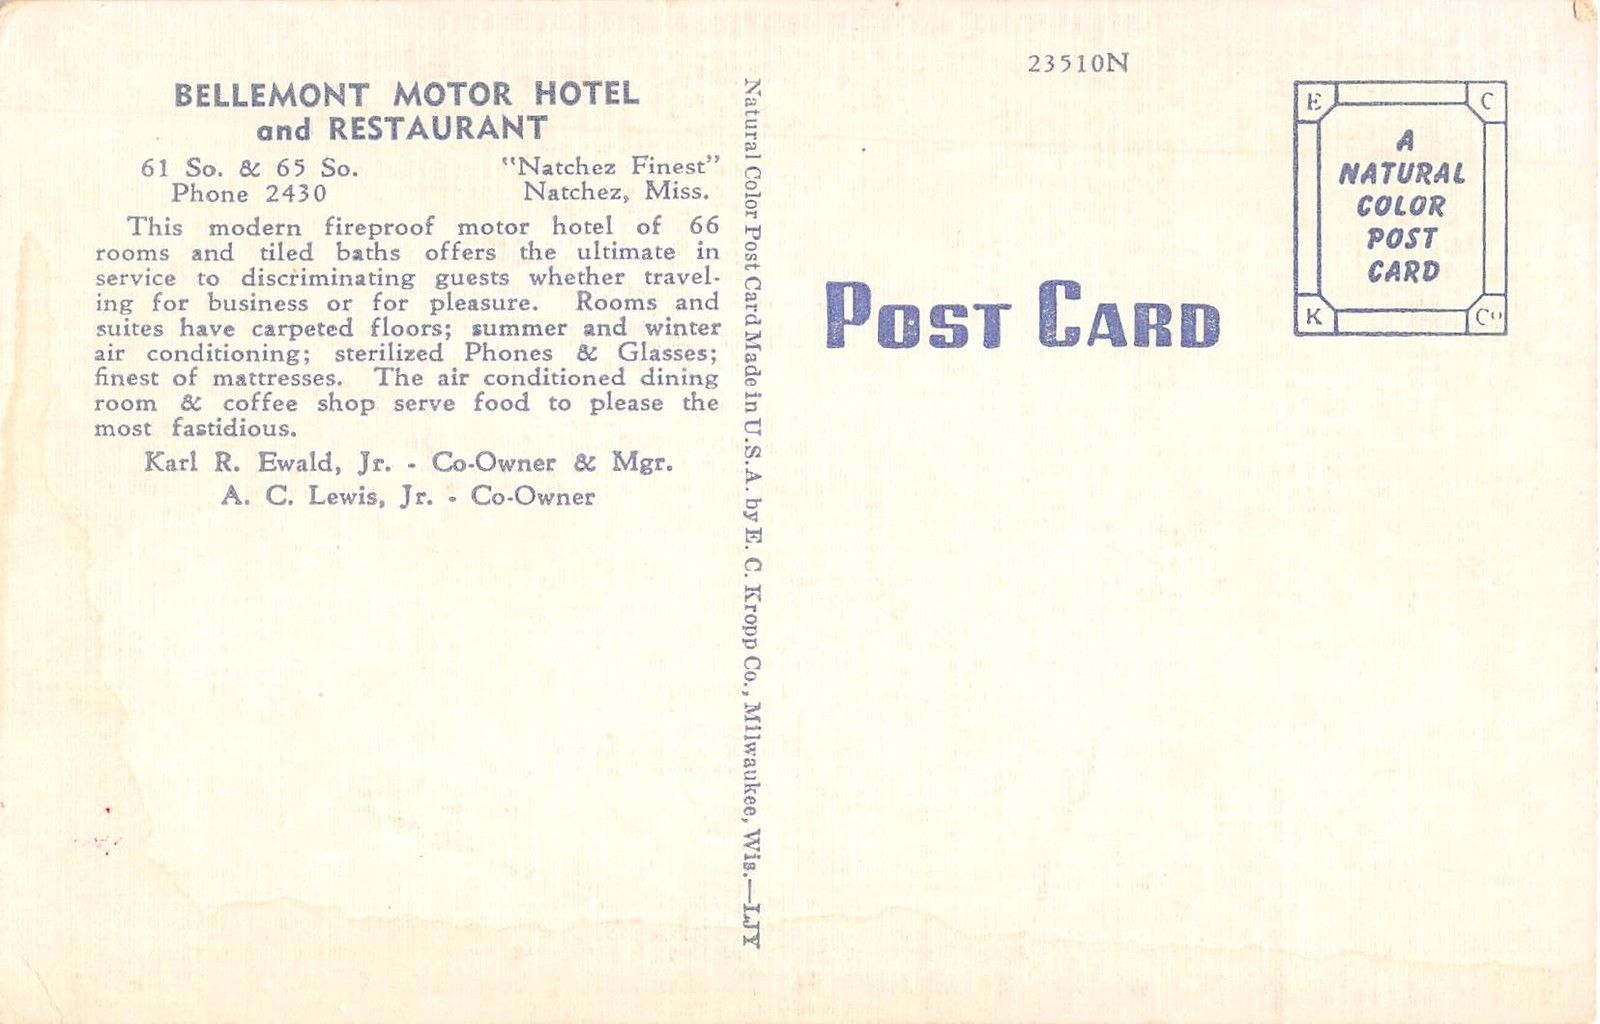 BELLEMONT MOTOR HOTEL
and RESTAURANT
61 So. & 65 So. "Natchez Finest"
Phone 2430 Natchez, Miss.
This modern fireproof motor hotel of 66
rooms and tiled baths offers the ultimate in
service to discriminating guests whether travel-
ing for business or for pleasure. Rooms and
suites have carpeted floors; summer and winter
air conditioning; sterilized Phones & Glasses;
finest of mattresses. The air conditioned dining
room & coffee shop serve food to please the
most fastidious.
Karl R. Ewald, Jr. - Co-Owner & Mgr.
A. C. Lewis, Jr. - Co-Owner
Natural Color Post Card Made in U.S.A. by E. C. Kropp Co., Milwaukee, Wis.—LJY
23510N
POST CARD
E C
A
NATURAL
COLOR
POST
CARD
K Co